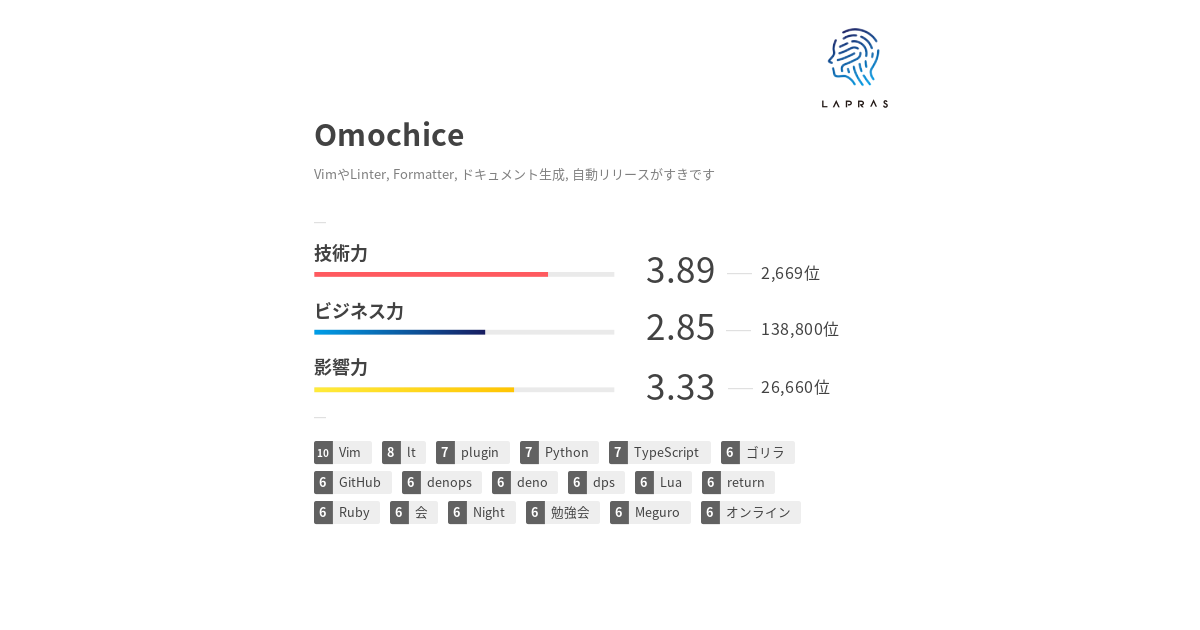 LAPRAS
Omochice
VimやLinter, Formatter, ドキュメント生成, 自動リリースがすきです
技術力
3.89 2,669位
ビジネス力
2.85 138,800位
影響力
3.33 26,660位
10 Vim 8 lt 7 plugin 7 Python 7 TypeScript 6 ゴリラ
6 GitHub 6 denops 6 deno 6 dps 6 Lua 6 return
6 Ruby 6 会 6 Night 6 勉強会 6 Meguro 6 オンライン